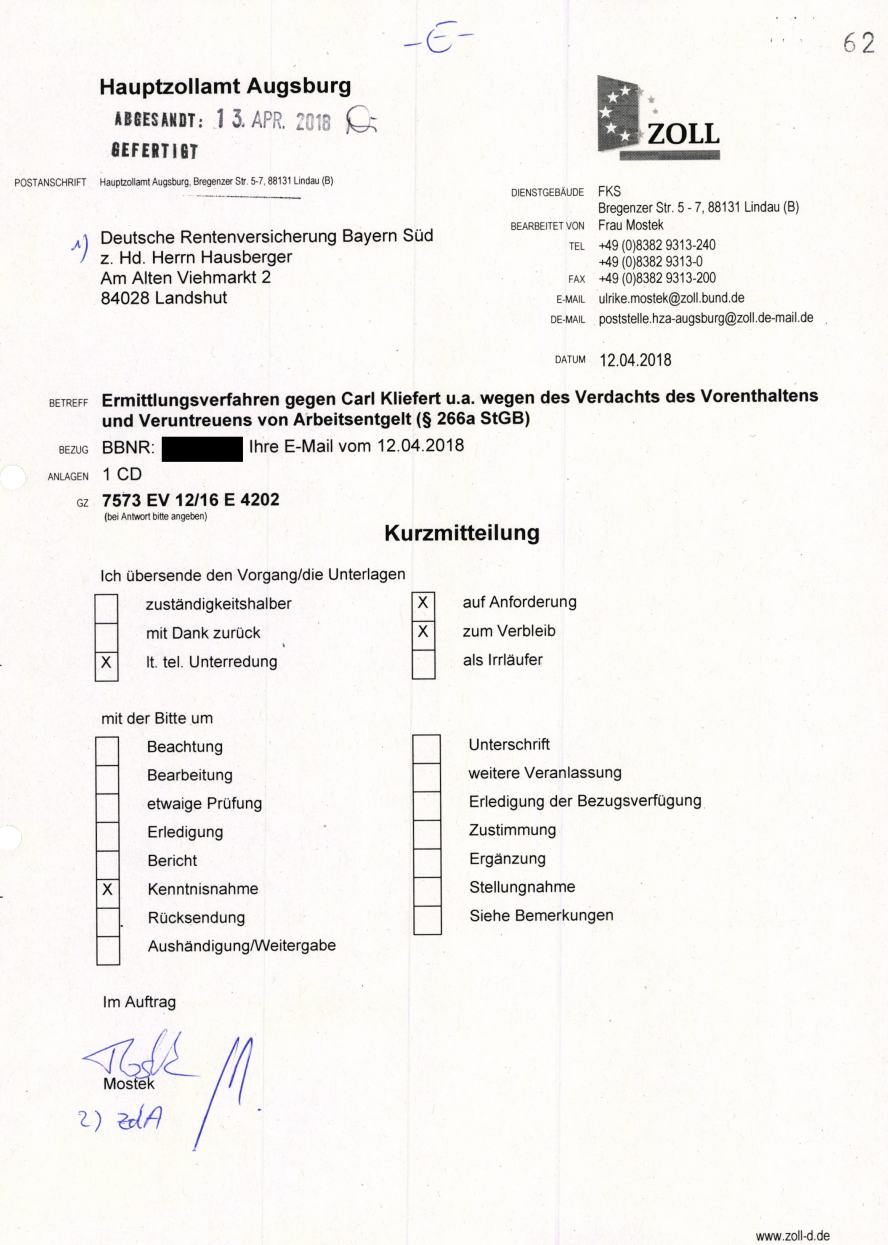 -E-
62
Hauptzollamt Augsburg
ABGESANDT: 13. APR. 2018
GEFERTIGT
ZOLL
POSTANSCHRIFT Hauptzollamt Augsburg, Bregenzer Str. 5-7, 88131 Lindau (B)
DIENSTGEBÄUDE FKS
Bregenzer Str. 5 - 7, 88131 Lindau (B)
BEARBEITET VON Frau Mostek
TEL +49 (0)8382 9313-240
+49 (0)8382 9313-0
FAX +49 (0)8382 9313-200
E-MAIL ulrike.mostek@zoll.bund.de
DE-MAIL poststelle.hza-augsburg@zoll.de-mail.de
DATUM 12.04.2018
1) Deutsche Rentenversicherung Bayern Süd
z. Hd. Herrn Hausberger
Am Alten Viehmarkt 2
84028 Landshut
BETREFF Ermittlungsverfahren gegen Carl Kliefert u.a. wegen des Verdachts des Vorenthaltens
und Veruntreuens von Arbeitsentgelt (§ 266a StGB)
BEZUG BBNR: Ihre E-Mail vom 12.04.2018
ANLAGEN 1 CD
GZ 7573 EV 12/16 E 4202
(bei Antwort bitte angeben)
Kurzmitteilung
Ich übersende den Vorgang/die Unterlagen
zuständigkeitshalber
mit Dank zurück
X lt. tel. Unterredung
X auf Anforderung
X zum Verbleib
als Irrläufer
mit der Bitte um
Beachtung
Bearbeitung
etwaige Prüfung
Erledigung
Bericht
X Kenntnisnahme
Rücksendung
Aushändigung/Weitergabe
Unterschrift
weitere Veranlassung
Erledigung der Bezugsverfügung
Zustimmung
Ergänzung
Stellungnahme
Siehe Bemerkungen
Im Auftrag
Mostek
2) zdA
www.zoll-d.de